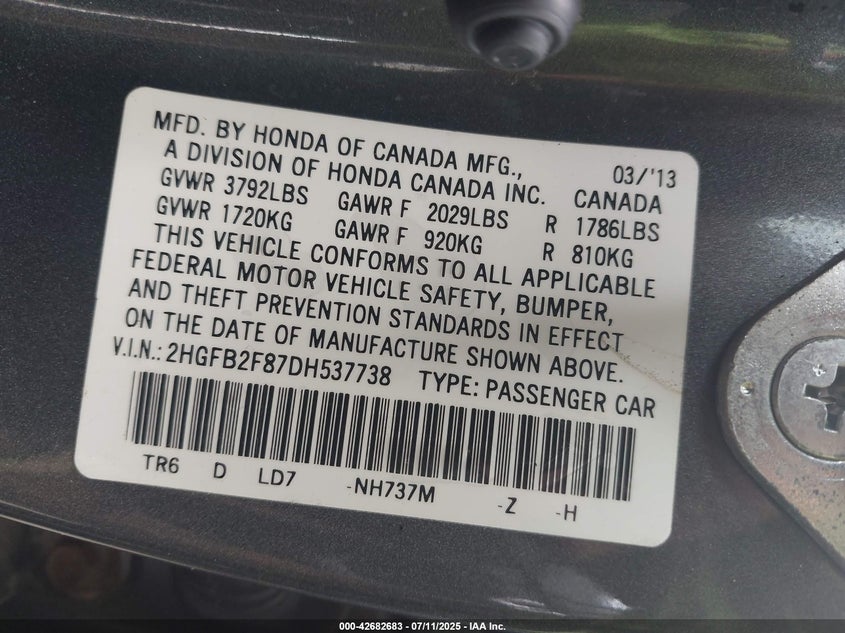 MFD. BY HONDA OF CANADA MFG., 03/'13
A DIVISION OF HONDA CANADA INC. CANADA
GVWR 3792LBS GAWR F 2029LBS R 1786LBS
GVWR 1720KG GAWR F 920KG R 810KG
THIS VEHICLE CONFORMS TO ALL APPLICABLE
FEDERAL MOTOR VEHICLE SAFETY, BUMPER,
AND THEFT PREVENTION STANDARDS IN EFFECT
ON THE DATE OF MANUFACTURE SHOWN ABOVE.
V.I.N.: 2HGFB2F87DH537738 TYPE: PASSENGER CAR
TR6 D LD7 -NH737M -Z -H
000-42682683 - 07/11/2025 - IAA Inc.